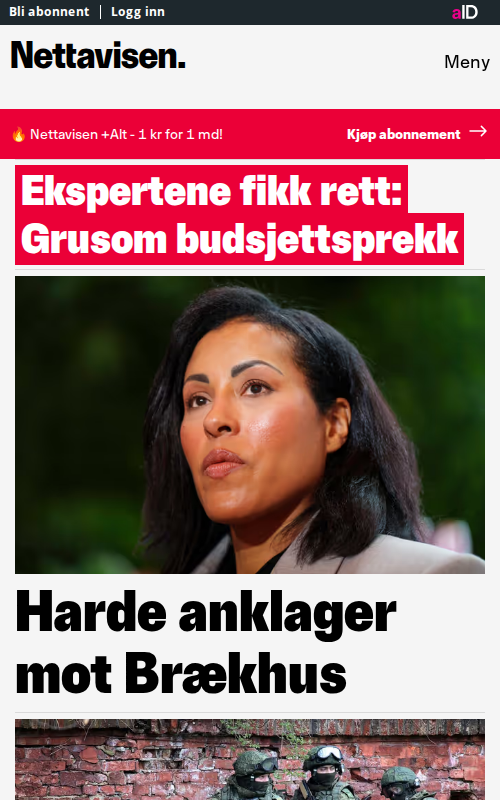 Bli abonnent | Logg inn
aID
Nettavisen.
Meny
🔥 Nettavisen +Alt - 1 kr for 1 md!
Kjøp abonnement →
Ekspertene fikk rett:
Grusom budsjettsprekk
Harde anklager
mot Brækhus